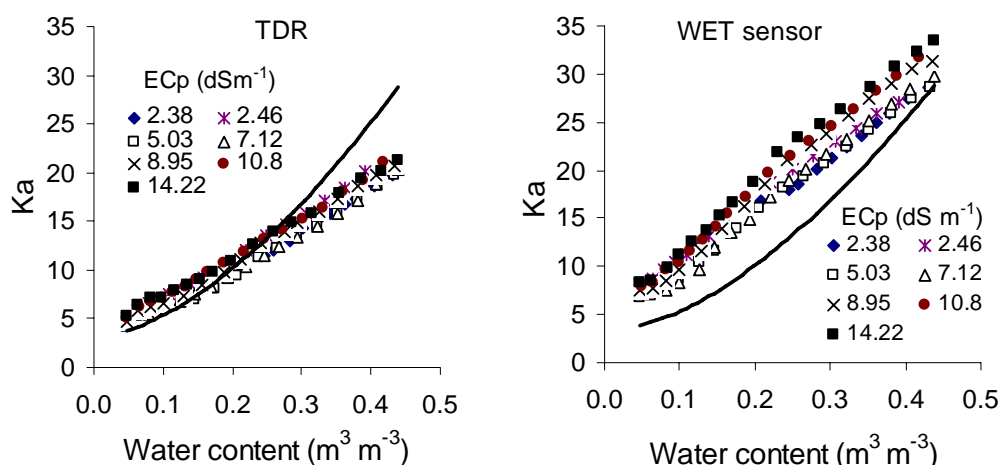 TDR
35
30
25
20
15
10
5
0
Ka
ECp (dSm-1)
2.38 2.46
5.03 7.12
8.95 10.8
14.22
0.0 0.1 0.2 0.3 0.4 0.5
Water content (m3 m-3)
WET sensor
35
30
25
20
15
10
5
0
Ka
ECp (dS m-1)
2.38 2.46
5.03 7.12
8.95 10.8
14.22
0.0 0.1 0.2 0.3 0.4 0.5
Water content (m3 m-3)